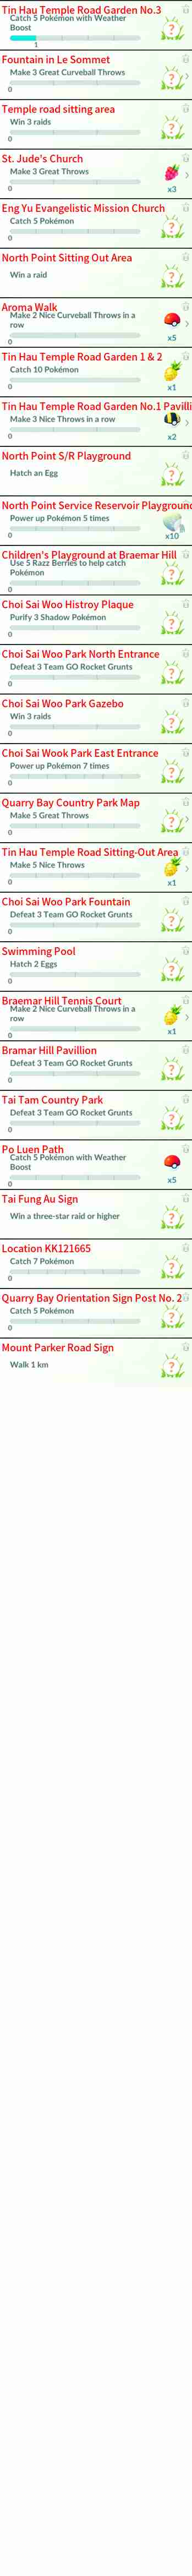 Tin Hau Temple Road Garden No.3
Catch 5 Pokémon with Weather
Boost
1
Fountain in Le Sommet
Make 3 Great Curveball Throws
?
0
Temple road sitting area
Win 3 raids
?
0
St. Jude's Church
Make 3 Great Throws
0
x3
Eng Yu Evangelistic Mission Church
Catch 5 Pokémon
?
0
North Point Sitting Out Area
Win a raid
?
Aroma Walk
Make 2 Nice Curveball Throws in a
row
0
x5
Tin Hau Temple Road Garden 1 & 2
Catch 10 Pokémon
0
x1
Tin Hau Temple Road Garden No.1 Pavilli
Make 3 Nice Throws in a row
0
x2
North Point S/R Playground
Hatch an Egg
?
North Point Service Reservoir Playground
Power up Pokémon 5 times
0
x10
Children's Playground at Braemar Hill
Use 5 Razz Berries to help catch
Pokémon
?
0
Choi Sai Woo Histroy Plaque
Purify 3 Shadow Pokémon
?
0
Choi Sai Woo Park North Entrance
Defeat 3 Team GO Rocket Grunts
?
0
Choi Sai Woo Park Gazebo
Win 3 raids
?
0
Choi Sai Wook Park East Entrance
Power up Pokémon 7 times
?
0
Quarry Bay Country Park Map
Make 5 Great Throws
?
0
Tin Hau Temple Road Sitting-Out Area
Make 5 Nice Throws
0
x1
Choi Sai Woo Park Fountain
Defeat 3 Team GO Rocket Grunts
?
0
Swimming Pool
Hatch 2 Eggs
?
0
Braemar Hill Tennis Court
Make 2 Nice Curveball Throws in a
row
0
x1
Bramar Hill Pavillion
Defeat 3 Team GO Rocket Grunts
?
0
Tai Tam Country Park
Defeat 3 Team GO Rocket Grunts
?
0
Po Luen Path
Catch 5 Pokémon with Weather
Boost
0
x5
Tai Fung Au Sign
Win a three-star raid or higher
?
Location KK121665
Catch 7 Pokémon
?
0
Quarry Bay Orientation Sign Post No. 2
Catch 5 Pokémon
?
0
Mount Parker Road Sign
Walk 1 km
?